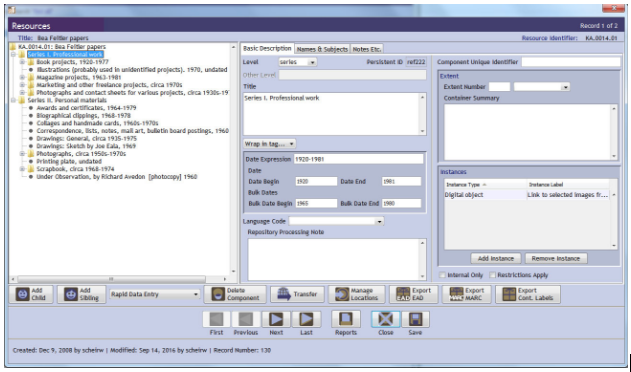 Resources
Record 1 of 2
Title: Bea Feitler papers
Resource Identifier: KA.0014.01
KA.0014.01: Bea Feitler papers
Series I. Professional work
Book projects, 1920-1977
Illustrations (probably used in unidentified projects). 1970, undated
Magazine projects, 1963-1981
Marketing and other freelance projects, circa 1970s
Photographs and contact sheets for various projects, circa 1930s-19
Series II. Personal materials
Awards and certificates, 1964-1979
Biographical clippings, 1968-1978
Collages and handmade cards, 1960s-1970s
Correspondence, lists, notes, mail art, bulletin board postings, 1960
Drawings: General, circa 1935-1975
Drawings: Sketch by Joe Eala, 1969
Photographs, circa 1950s-1970s
Printing plate, undated
Scrapbook, circa 1968-1974
Under Observation, by Richard Avedon [photocopy] 1960
Basic Description
Names & Subjects
Notes Etc.
Level
series
Persistent ID ref222
Other Level
Title
Series I. Professional work
Wrap in tag...
Date Expression 1920-1981
Date
Date Begin 1920 Date End 1981
Bulk Dates
Bulk Date Begin 1965 Bulk Date End 1980
Language Code
Repository Processing Note
Component Unique Identifier
Extent
Extent Number
Container Summary
Instances
Instance Type Instance Label
Digital object Link to selected images fr...
Add Instance Remove Instance
Internal Only Restrictions Apply
Add Child
Add Sibling
Rapid Data Entry
Delete Component
Transfer
Manage Locations
EAD Export EAD
MARC Export MARC
Export Cont. Labels
First Previous Next Last Reports Close Save
Created: Dec 9, 2008 by scheirw | Modified: Sep 14, 2016 by scheirw | Record Number: 130